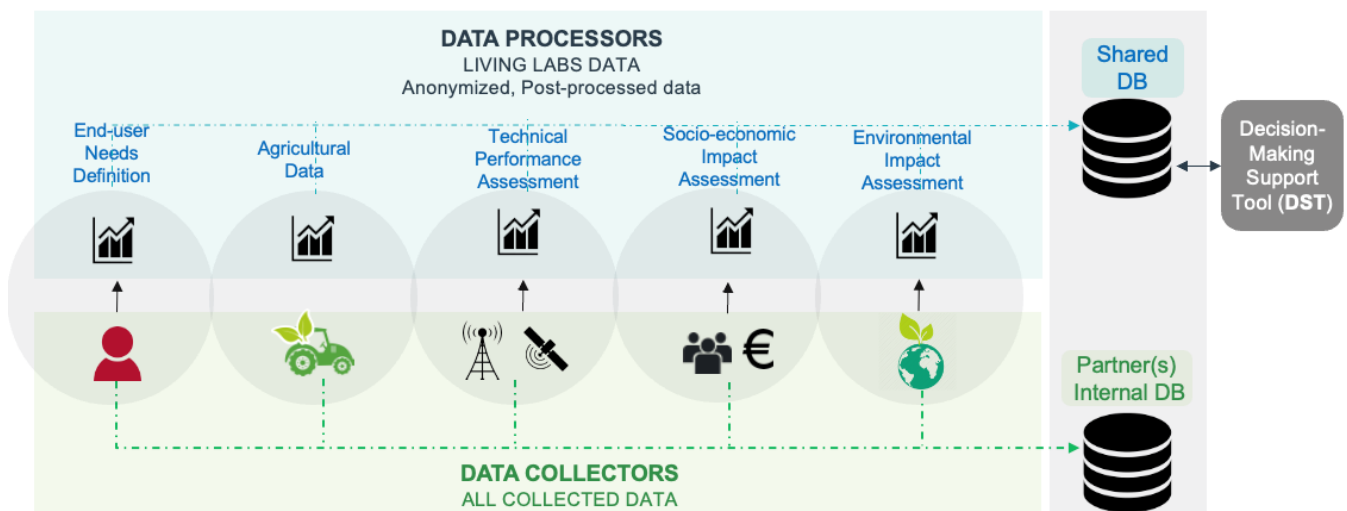 DATA PROCESSORS
LIVING LABS DATA
Anonymized, Post-processed data
End-user
Needs
Definition
Agricultural
Data
Technical
Performance
Assessment
Socio-economic
Impact
Assessment
Environmental
Impact
Assessment
Shared
DB
Decision-
Making
Support
Tool (DST)
€
Partner(s)
Internal DB
DATA COLLECTORS
ALL COLLECTED DATA